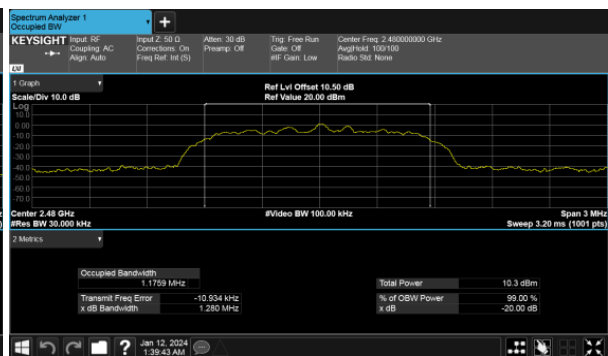 Spectrum Analyzer 1
Occupied BW
+
KEYSIGHT Input: RF Input Z: 50 Ω Atten: 30 dB Trig: Free Run Center Freq: 2.480000000 GHz
Coupling: AC Corrections: On Preamp: Off Gate: Off Avg|Hold: 100/100
Align: Auto Freq Ref: Int (S) #IF Gain: Low Radio Std: None
1 Graph
Ref Lvl Offset 10.50 dB
Scale/Div 10.0 dB Ref Value 20.00 dBm
Log
10.0
0.00
-10.0
-20.0
-30.0
-40.0
-50.0
-60.0
-70.0
Center 2.48 GHz #Video BW 100.00 kHz Span 3 MHz
#Res BW 30.000 kHz Sweep 3.20 ms (1001 pts)
2 Metrics
Occupied Bandwidth
1.1759 MHz Total Power 10.3 dBm
Transmit Freq Error -10.934 kHz % of OBW Power 99.00 %
x dB Bandwidth 1.280 MHz x dB -20.00 dB
?
Jan 12, 2024
1:39:43 AM